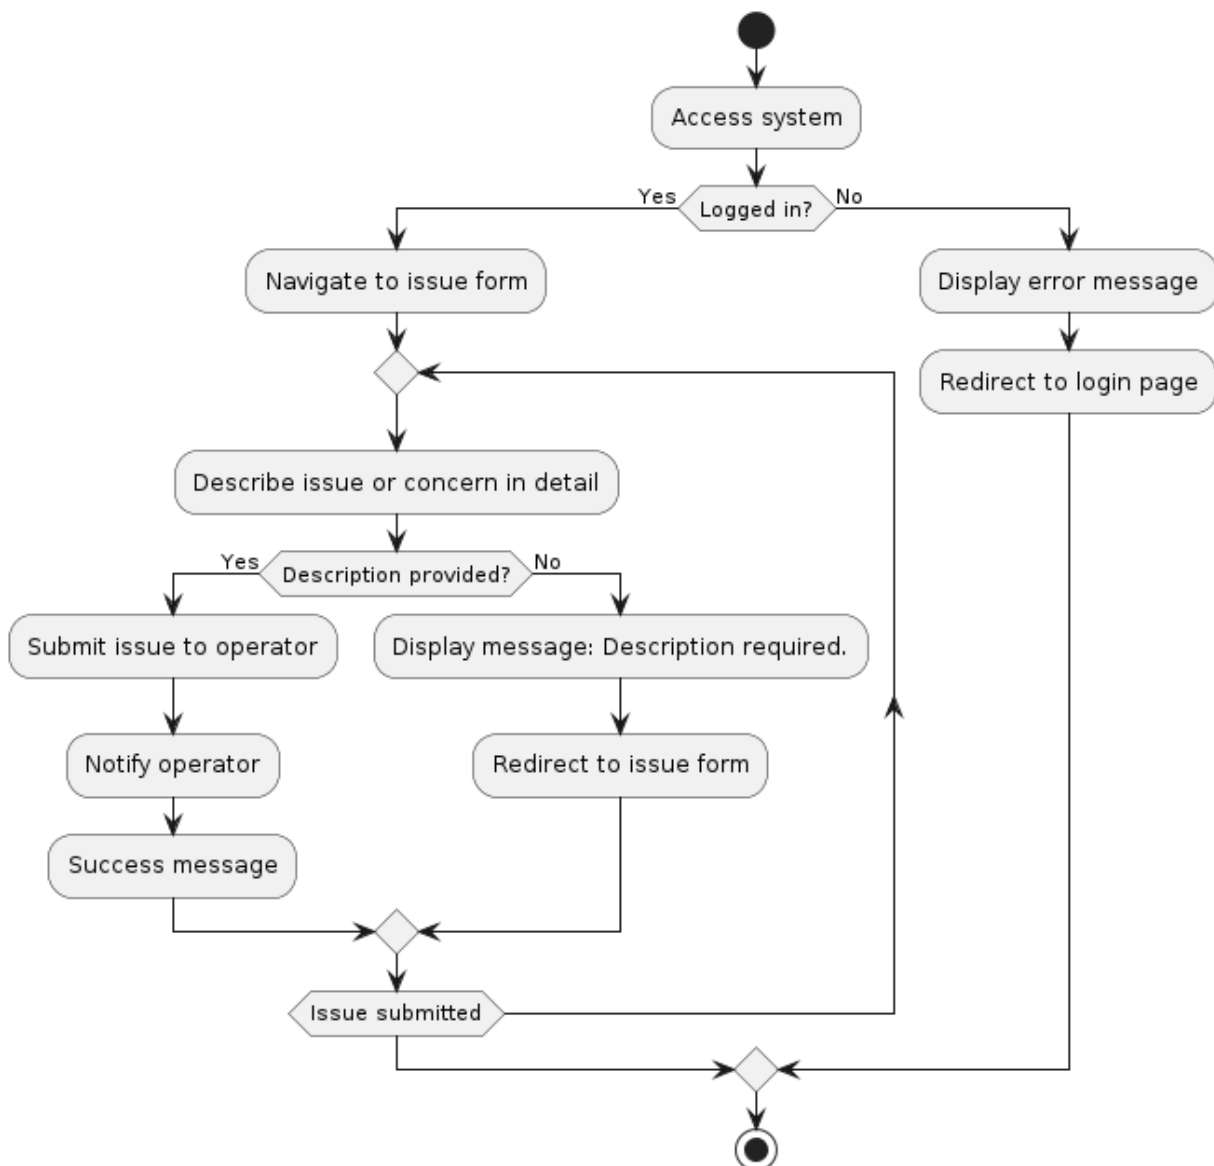 Access system
Yes
Logged in?
No
Navigate to issue form
Display error message
Redirect to login page
Describe issue or concern in detail
Yes
Description provided?
No
Submit issue to operator
Display message: Description required.
Notify operator
Redirect to issue form
Success message
Issue submitted